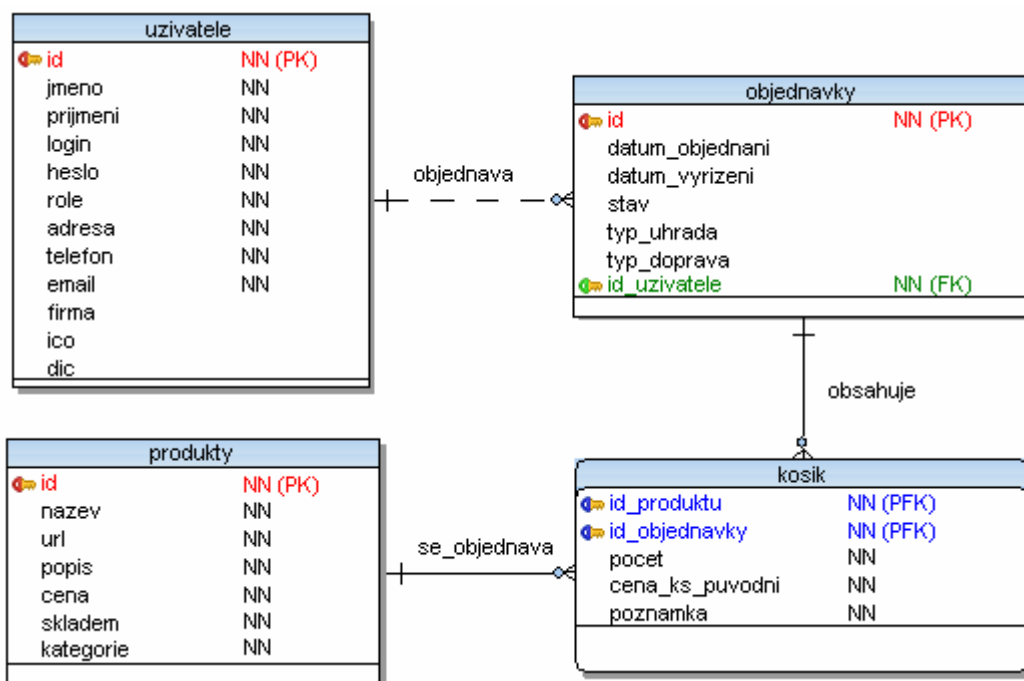 uzivatele
id NN (PK)
jmeno NN
prijmeni NN
login NN
heslo NN
role NN
adresa NN
telefon NN
email NN
firma
ico
dic
objednava
objednavky
id NN (PK)
datum_objednani
datum_vyrizeni
stav
typ_uhrada
typ_doprava
id_uzivatele NN (FK)
obsahuje
produkty
id NN (PK)
nazev NN
url NN
popis NN
cena NN
skladem NN
kategorie NN
se_objednava
kosik
id_produktu NN (PFK)
id_objednavky NN (PFK)
pocet NN
cena_ks_puvodni NN
poznamka NN